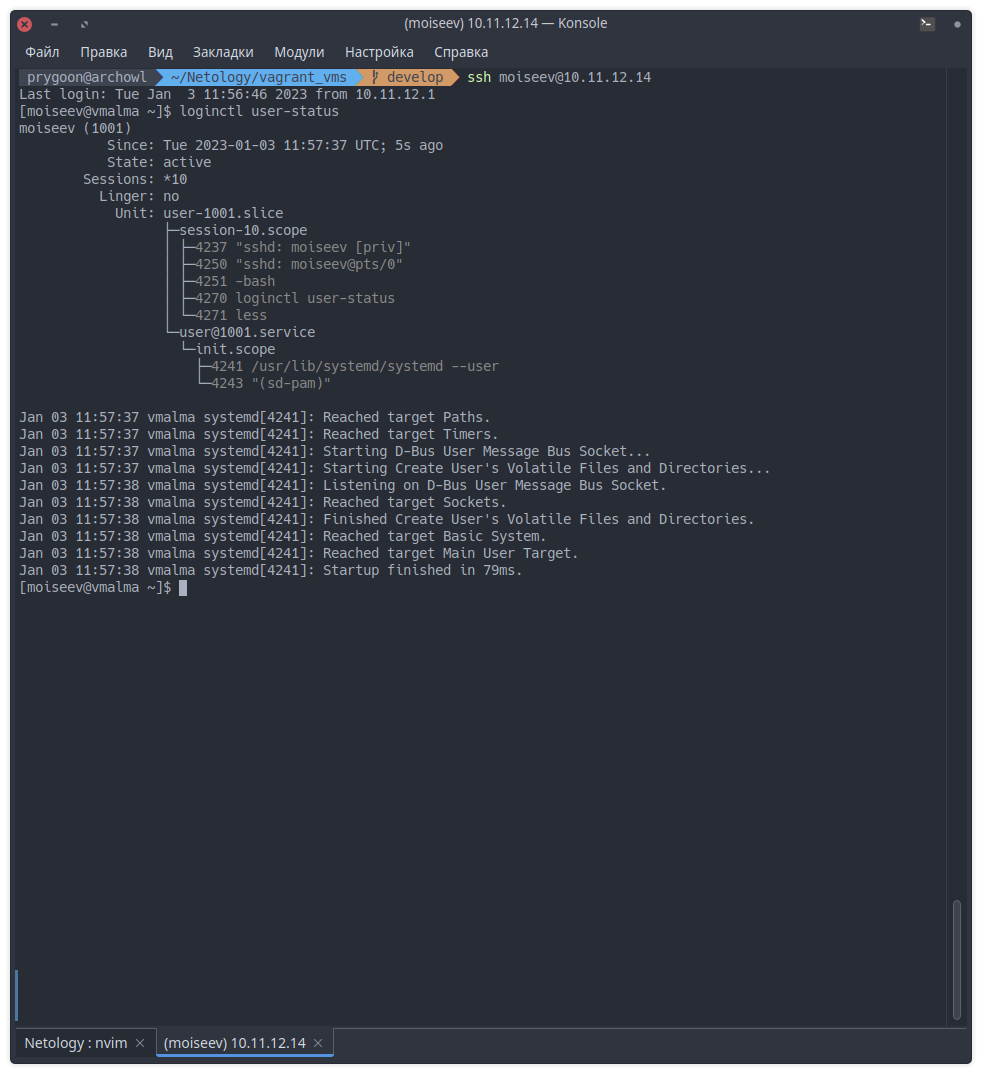 (moiseev) 10.11.12.14 — Konsole
Файл Правка Вид Закладки Модули Настройка Справка
prygoon@archowl ~/Netology/vagrant_vms develop ssh moiseev@10.11.12.14
Last login: Tue Jan  3 11:56:46 2023 from 10.11.12.1
[moiseev@vmalma ~]$ loginctl user-status
moiseev (1001)
           Since: Tue 2023-01-03 11:57:37 UTC; 5s ago
           State: active
        Sessions: *10
          Linger: no
            Unit: user-1001.slice
                  ├─session-10.scope
                  │ ├─4237 "sshd: moiseev [priv]"
                  │ ├─4250 "sshd: moiseev@pts/0"
                  │ ├─4251 -bash
                  │ ├─4270 loginctl user-status
                  │ └─4271 less
                  └─user@1001.service
                    └─init.scope
                      ├─4241 /usr/lib/systemd/systemd --user
                      └─4243 "(sd-pam)"
Jan 03 11:57:37 vmalma systemd[4241]: Reached target Paths.
Jan 03 11:57:37 vmalma systemd[4241]: Reached target Timers.
Jan 03 11:57:37 vmalma systemd[4241]: Starting D-Bus User Message Bus Socket...
Jan 03 11:57:37 vmalma systemd[4241]: Starting Create User's Volatile Files and Directories...
Jan 03 11:57:38 vmalma systemd[4241]: Listening on D-Bus User Message Bus Socket.
Jan 03 11:57:38 vmalma systemd[4241]: Reached target Sockets.
Jan 03 11:57:38 vmalma systemd[4241]: Finished Create User's Volatile Files and Directories.
Jan 03 11:57:38 vmalma systemd[4241]: Reached target Basic System.
Jan 03 11:57:38 vmalma systemd[4241]: Reached target Main User Target.
Jan 03 11:57:38 vmalma systemd[4241]: Startup finished in 79ms.
[moiseev@vmalma ~]$
Netology : nvim (moiseev) 10.11.12.14